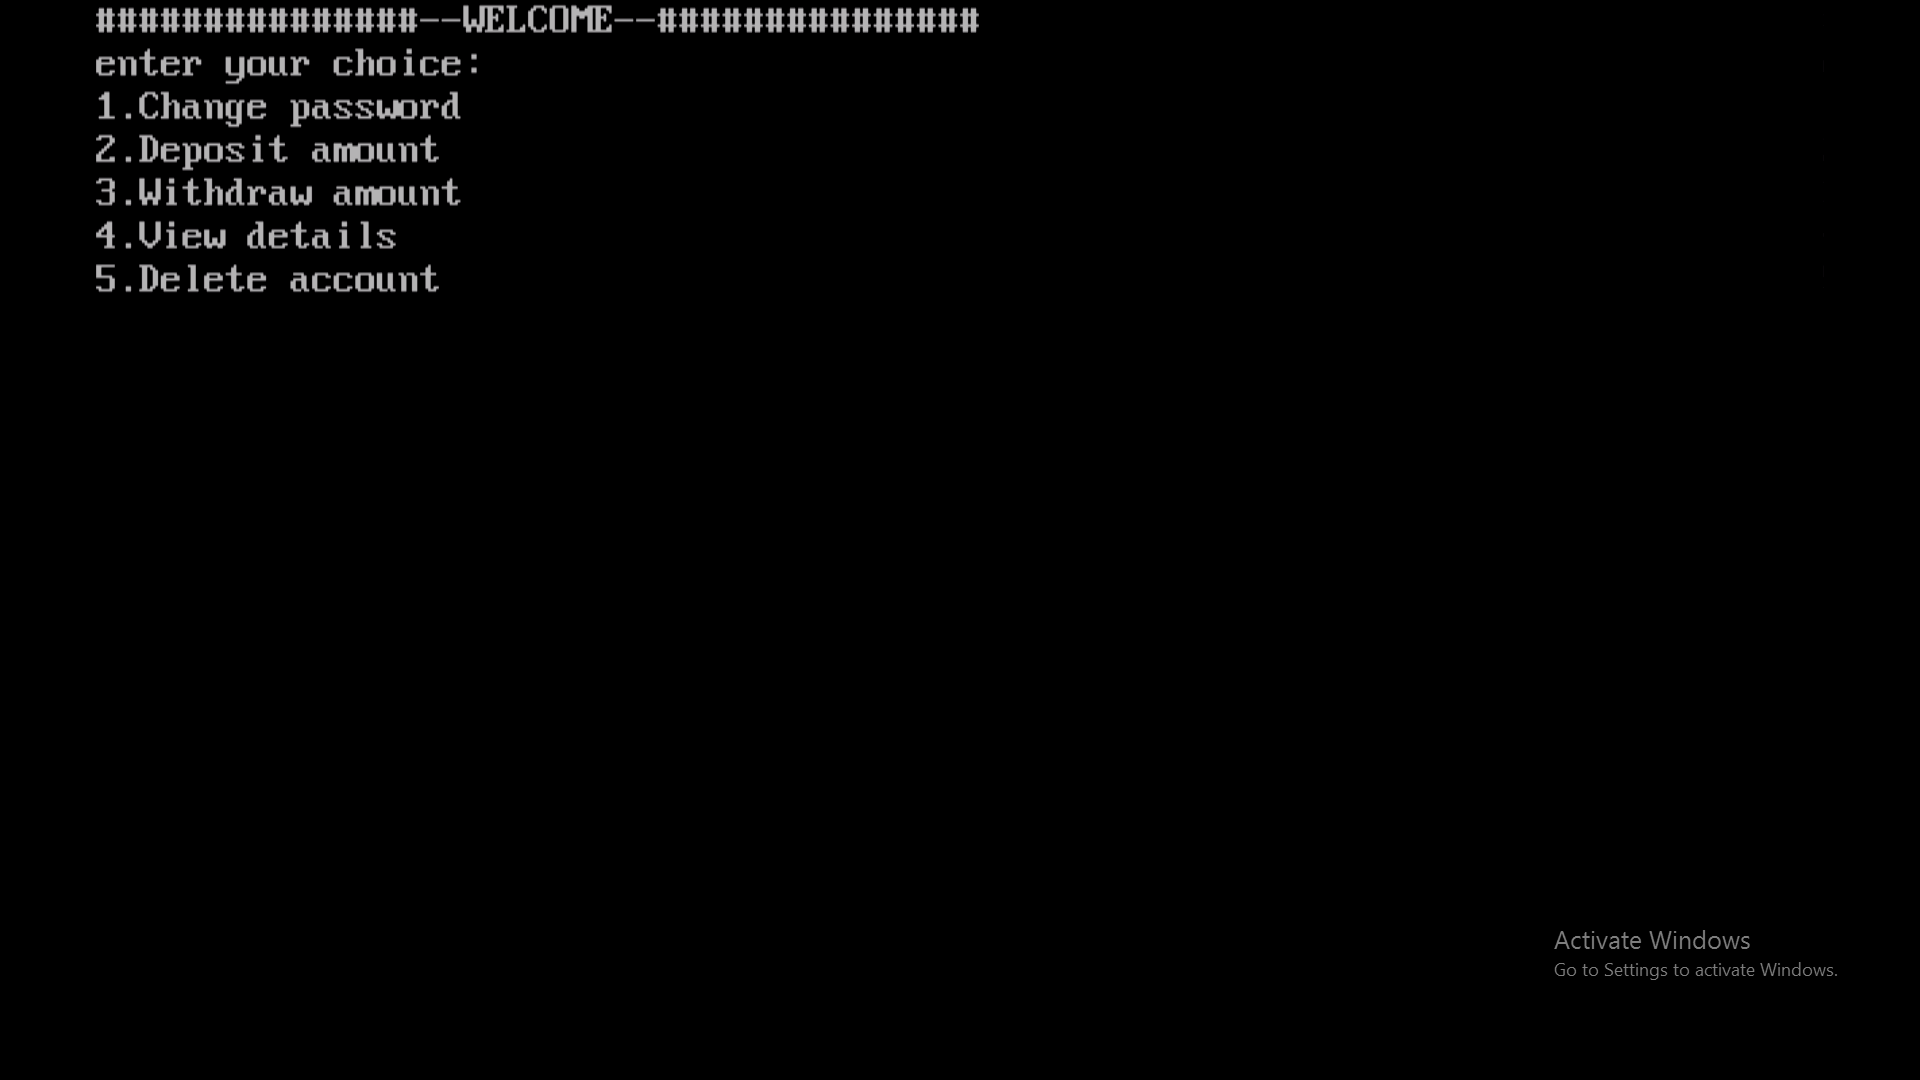 ###############--WELCOME--###############
enter your choice:
1.Change password
2.Deposit amount
3.Withdraw amount
4.View details
5.Delete account
Activate Windows
Go to Settings to activate Windows.